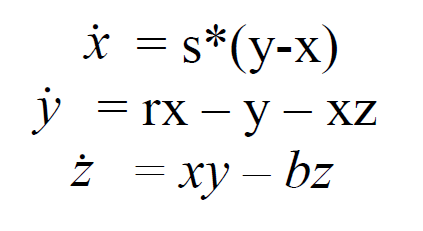 ẋ = s*(y-x)
ẏ = rx – y – xz
ż = xy – bz